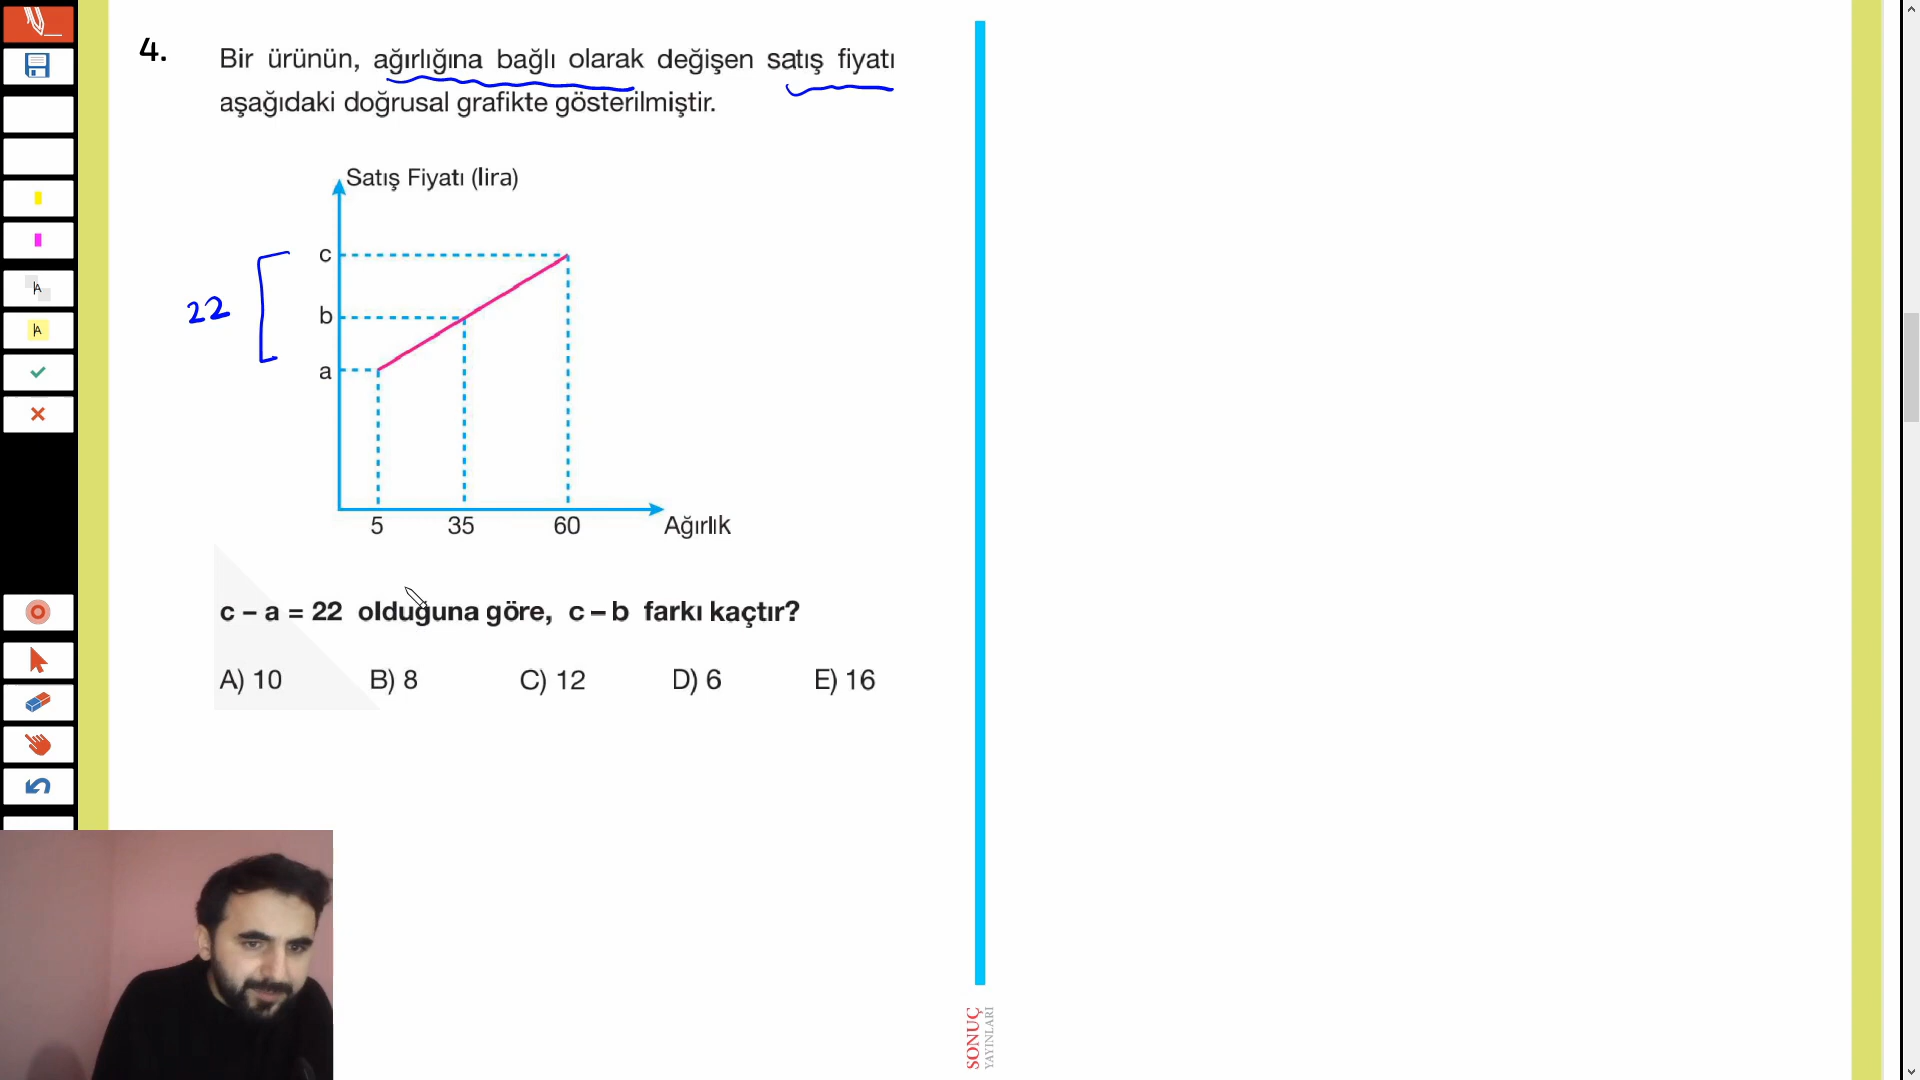 4.
Bir ürünün, ağırlığına bağlı olarak değişen satış fiyatı
aşağıdaki doğrusal grafikte gösterilmiştir.
Satış Fiyatı (lira)
c
b
a
22
5 35 60 Ağırlık
c – a = 22 olduğuna göre, c – b farkı kaçtır?
A) 10 B) 8 C) 12 D) 6 E) 16
SONUÇ
YAYINLARI
A
A